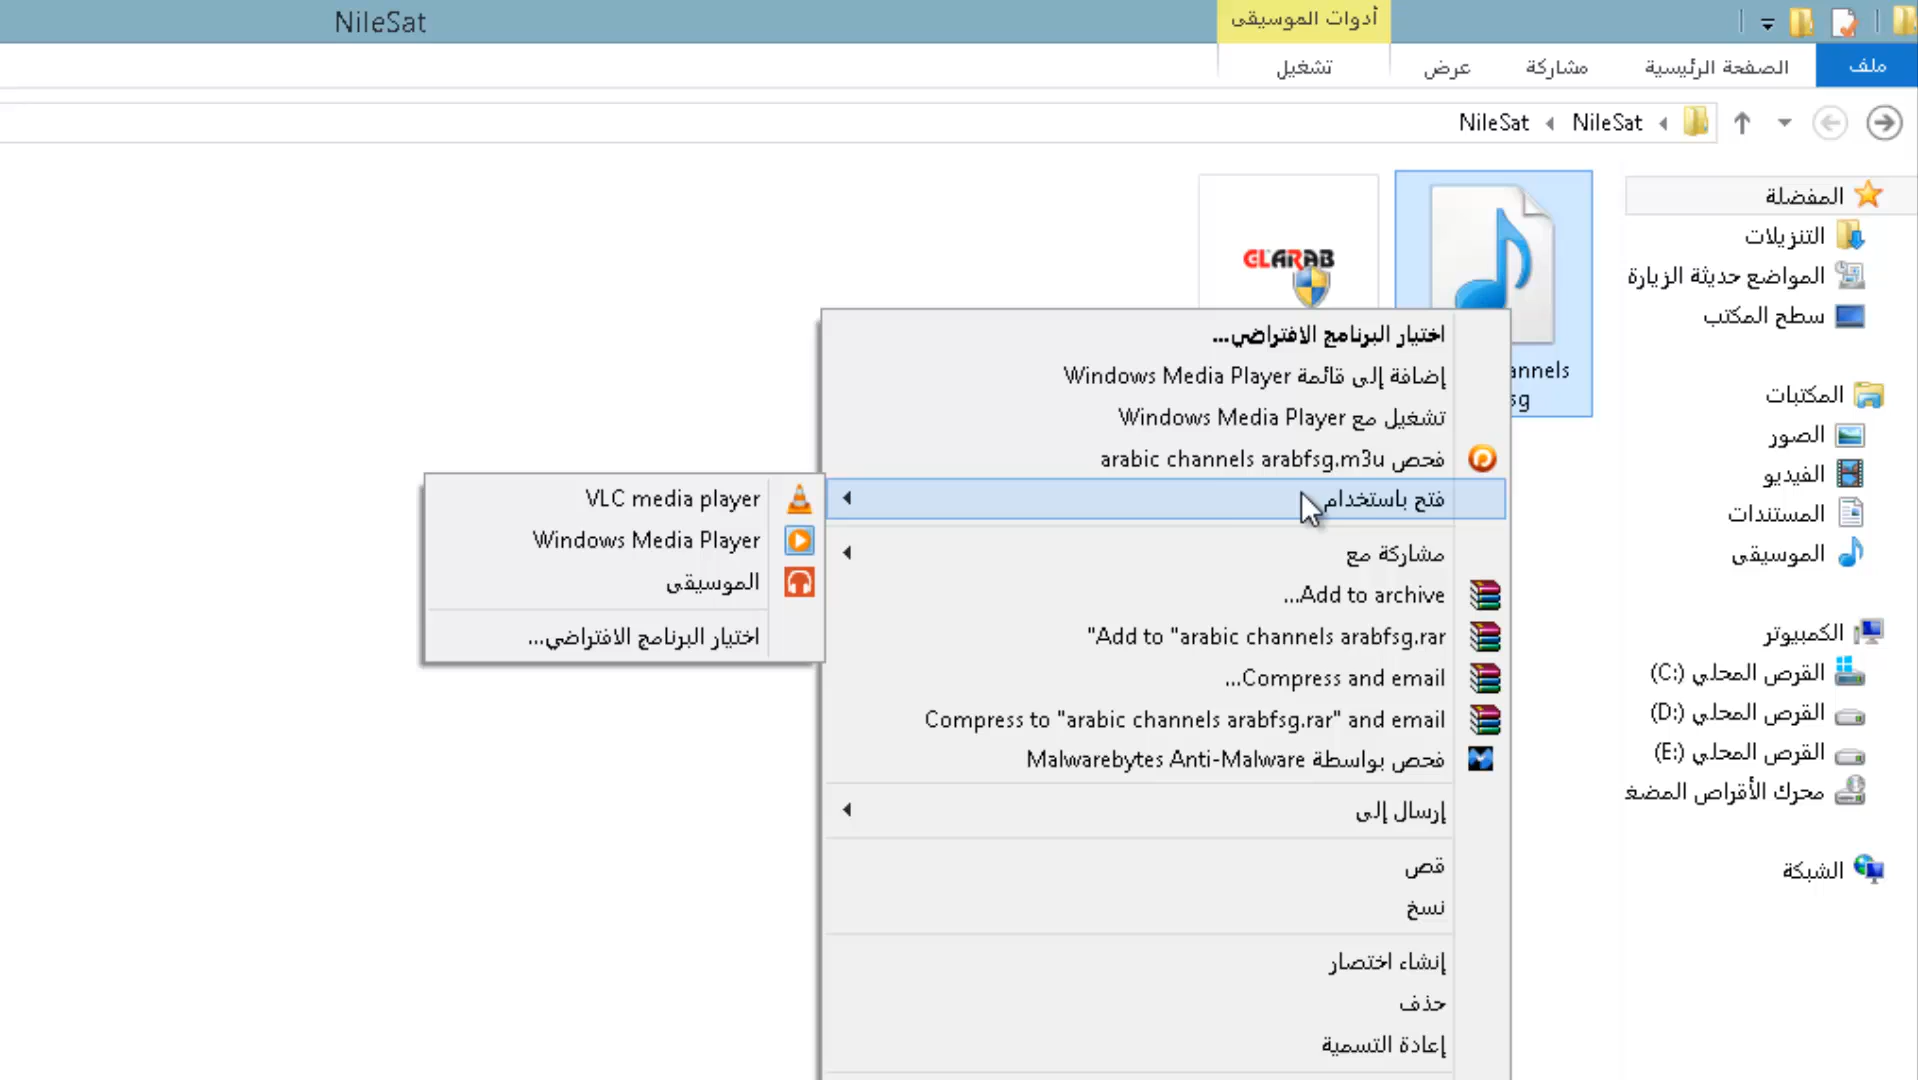 NileSat
أدوات الموسيقى
ملف
الصفحة الرئيسية
مشاركة
عرض
تشغيل
NileSat
NileSat
المفضلة
التنزيلات
المواضع حديثة الزيارة
سطح المكتب
المكتبات
الصور
الفيديو
المستندات
الموسيقى
الكمبيوتر
القرص المحلي (C:)
القرص المحلي (D:)
القرص المحلي (E:)
محرك الأقراص المضغ
الشبكة
GLARAB
annels
sg
اختيار البرنامج الافتراضي...
إضافة إلى قائمة Windows Media Player
تشغيل مع Windows Media Player
فحص arabic channels arabfsg.m3u
فتح باستخدام
مشاركة مع
Add to archive...
Add to "arabic channels arabfsg.rar"
Compress and email...
Compress to "arabic channels arabfsg.rar" and email
فحص بواسطة Malwarebytes Anti-Malware
إرسال إلى
قص
نسخ
إنشاء اختصار
حذف
إعادة التسمية
VLC media player
Windows Media Player
الموسيقى
اختيار البرنامج الافتراضي...